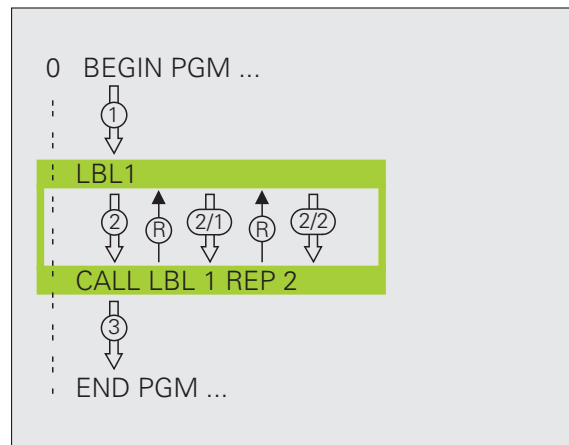 0 BEGIN PGM ...
1
LBL1
2 R 2/1 R 2/2
CALL LBL 1 REP 2
3
END PGM ...